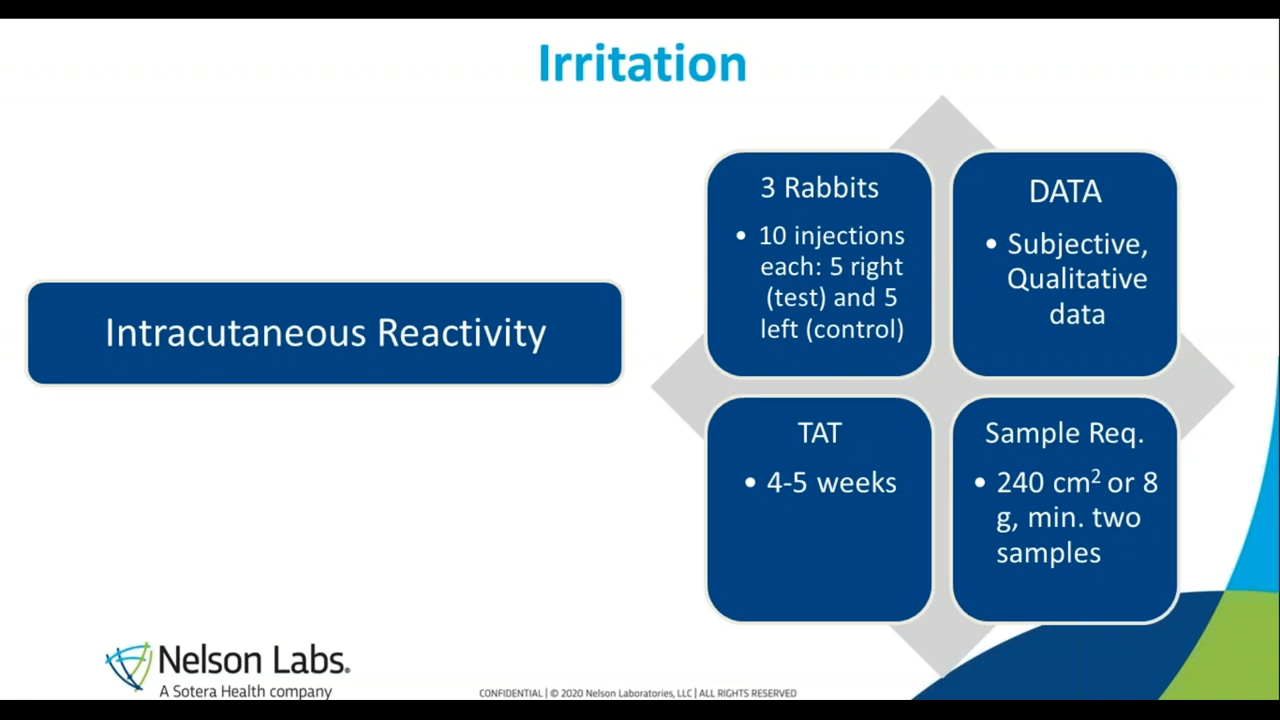 Irritation
Intracutaneous Reactivity
3 Rabbits
• 10 injections
each: 5 right
(test) and 5
left (control)
DATA
• Subjective,
Qualitative
data
TAT
• 4-5 weeks
Sample Req.
• 240 cm² or 8
g, min. two
samples
Nelson Labs®
A Sotera Health company
CONFIDENTIAL | © 2020 Nelson Laboratories, LLC | ALL RIGHTS RESERVED